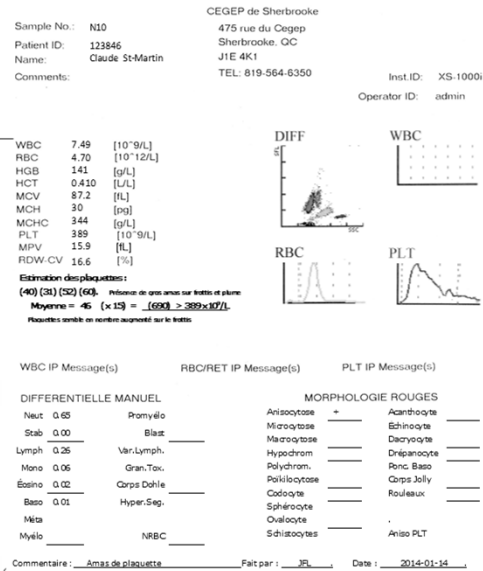 CEGEP de Sherbrooke
Sample No.: N10 475 rue du Cegep
Patient ID: 123846 Sherbrooke, QC
Name: Claude St-Martin J1E 4K1
Comments: TEL: 819-564-6350 Inst.ID: XS-1000i
Operator ID: admin
DIFF WBC
WBC 7.49 [10^9/L]
RBC 4.70 [10^12/L]
HGB 141 [g/L]
HCT 0.410 [L/L]
MCV 87.2 [fL]
MCH 30 [pg]
MCHC 344 [g/L]
PLT 389 [10^9/L]
MPV 15.9 [fL]
RDW-CV 16.6 [%]
SFL
SSC
RBC PLT
Estimation des plaquettes :
(40) (31) (52) (60). Présence de gros amas sur frottis et plume
Moyenne = 46 (x 15) = (690) > 389x10⁹/L.
Plaquettes semble en nombre augmenté sur le frottis
WBC IP Message(s) RBC/RET IP Message(s) PLT IP Message(s)
DIFFERENTIELLE MANUEL MORPHOLOGIE ROUGES
Neut 0.65 Promyélo Anisocytose + Acanthocyte
Stab 0.00 Blast Microcytose Echinocyte
Lymph 0.26 Var.Lymph. Macrocytose Dacryocyte
Mono 0.06 Gran.Tox. Hypochrom Drépanocyte
Éosino 0.02 Corps Dohle Polychrom. Ponc. Baso
Baso 0.01 Hyper.Seg. Poïkilocytose Corps Jolly
Méta Codocyte Rouleaux
Myélo NRBC Sphérocyte
Ovalocyte .
Schistocytes Aniso PLT
Commentaire : Amas de plaquette Fait par : JFL . Date : 2014-01-14 .